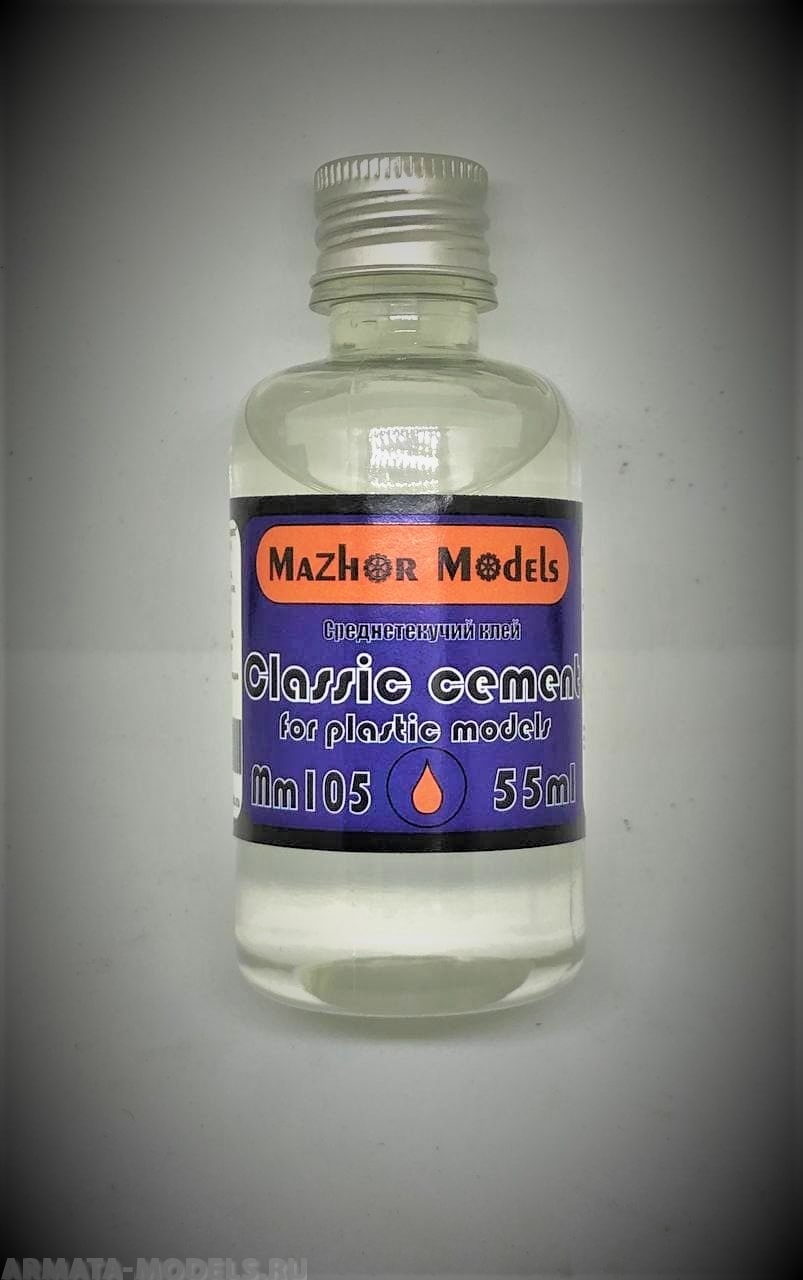 MaZhor Models
Среднетекучий клей
Classic cement
for plastic models
Mm105 55ml
ARMATA-MODELS.RU